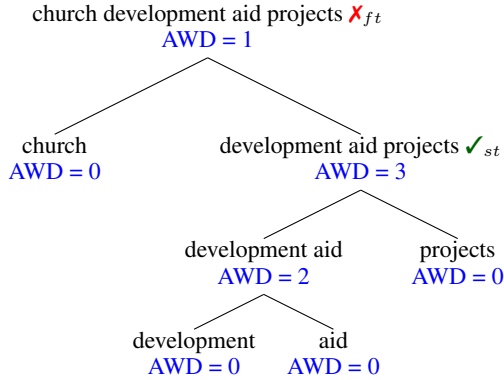 church development aid projects ✗ft
AWD = 1
church
AWD = 0
development aid projects ✓st
AWD = 3
development aid
AWD = 2
projects
AWD = 0
development
AWD = 0
aid
AWD = 0